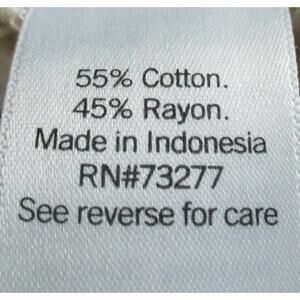 55% Cotton.
45% Rayon.
Made in Indonesia
RN#73277
See reverse for care